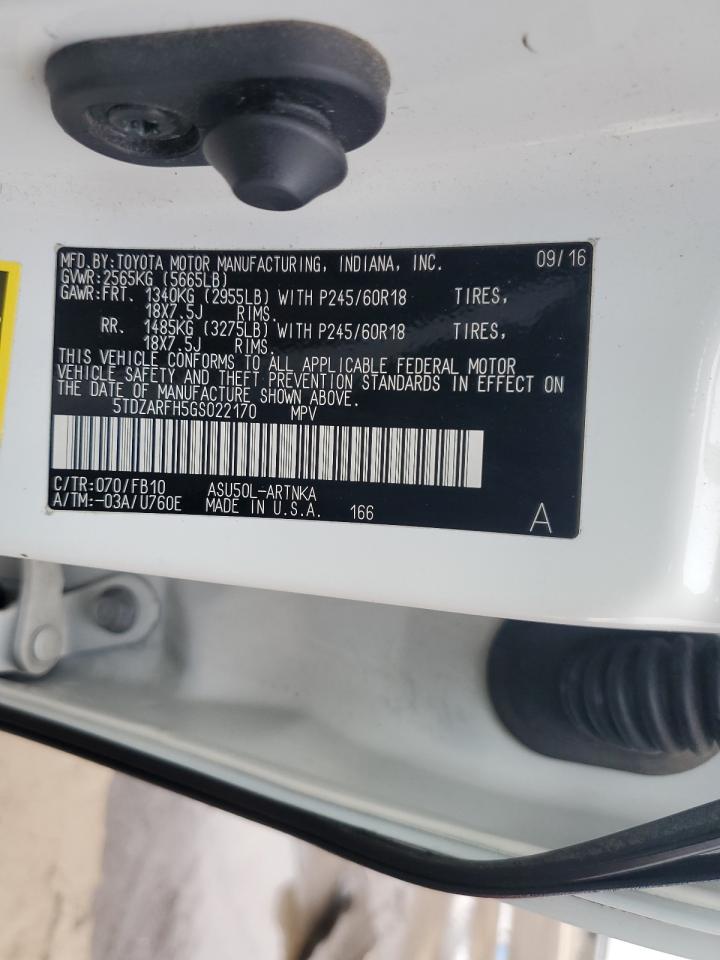 MFD.BY:TOYOTA MOTOR MANUFACTURING, INDIANA, INC. 09/16
GVWR:2565KG (5665LB)
GAWR:FRT. 1340KG (2955LB) WITH P245/60R18 TIRES,
18X7.5J RIMS.
RR. 1485KG (3275LB) WITH P245/60R18 TIRES,
18X7.5J RIMS.
THIS VEHICLE CONFORMS TO ALL APPLICABLE FEDERAL MOTOR
VEHICLE SAFETY AND THEFT PREVENTION STANDARDS IN EFFECT ON
THE DATE OF MANUFACTURE SHOWN ABOVE.
5TDZARFH5GS022170 MPV
C/TR:070/FB10 ASU50L-ARTNKA
A/TM:-03A/U760E MADE IN U.S.A. 166 A